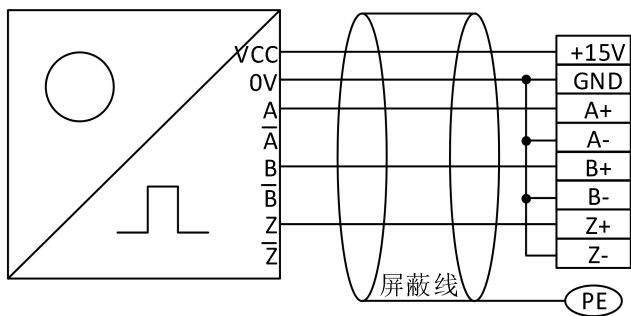 VCC +15V
0V GND
A A+
A̅ A-
B B+
B̅ B-
Z Z+
Z̅ Z-
屏蔽线
PE